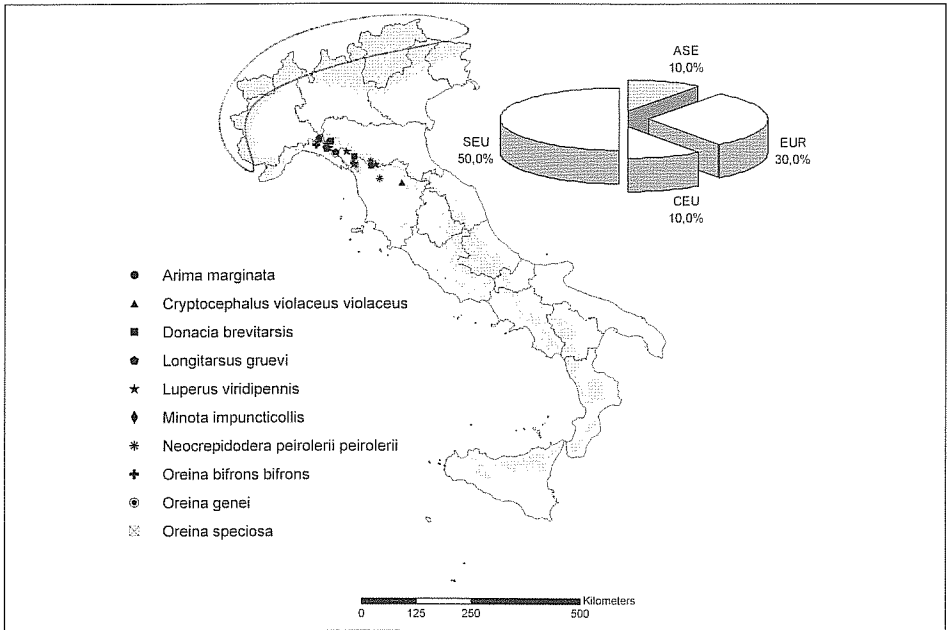 ASE
10,0%
SEU
50,0%
EUR
30,0%
CEU
10,0%
Arima marginata
Cryptocephalus violaceus violaceus
Donacia brevitarsis
Longitarsus gruevi
Luperus viridipennis
Minota impuncticollis
Neocrepidodera peirolerii peirolerii
Oreina bifrons bifrons
Oreina genei
Oreina speciosa
Kilometers
0 125 250 500